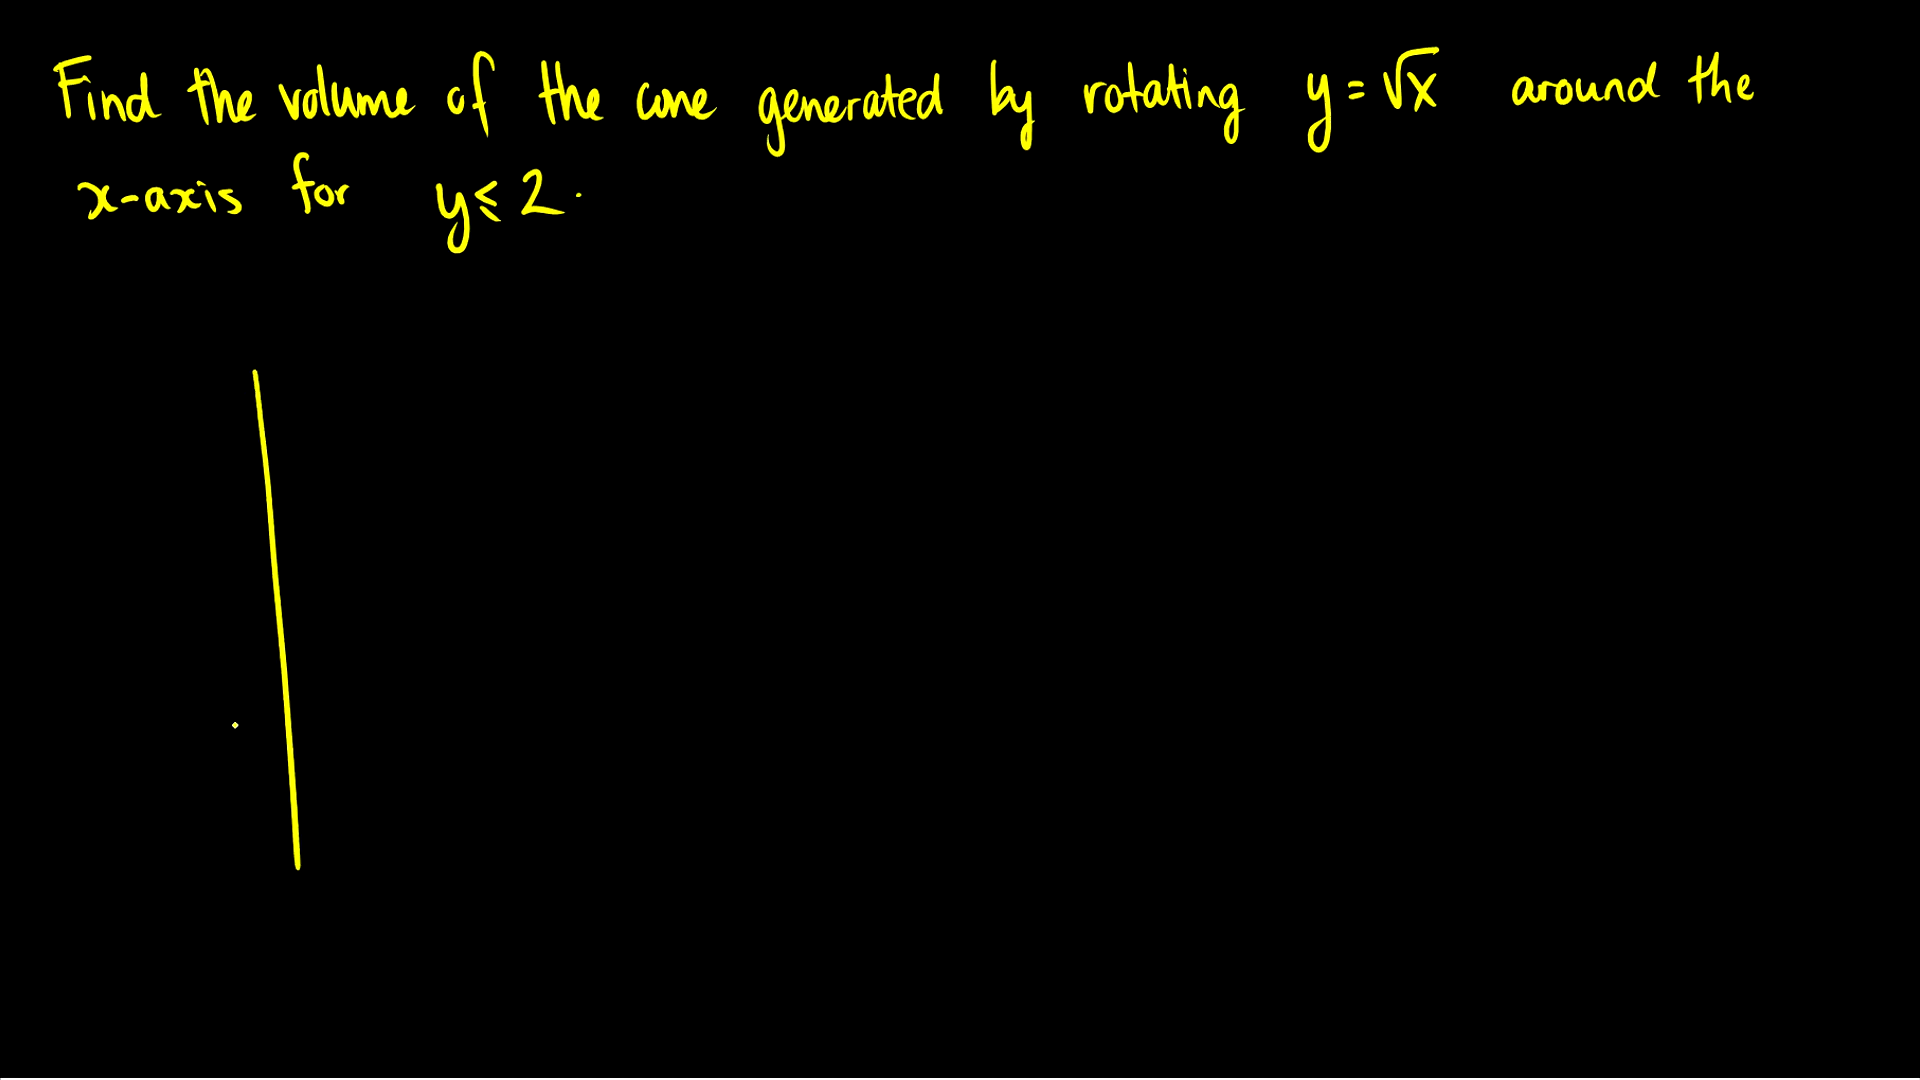 Find the volume of the cone generated by rotating y = √x around the
x-axis for y ≤ 2.